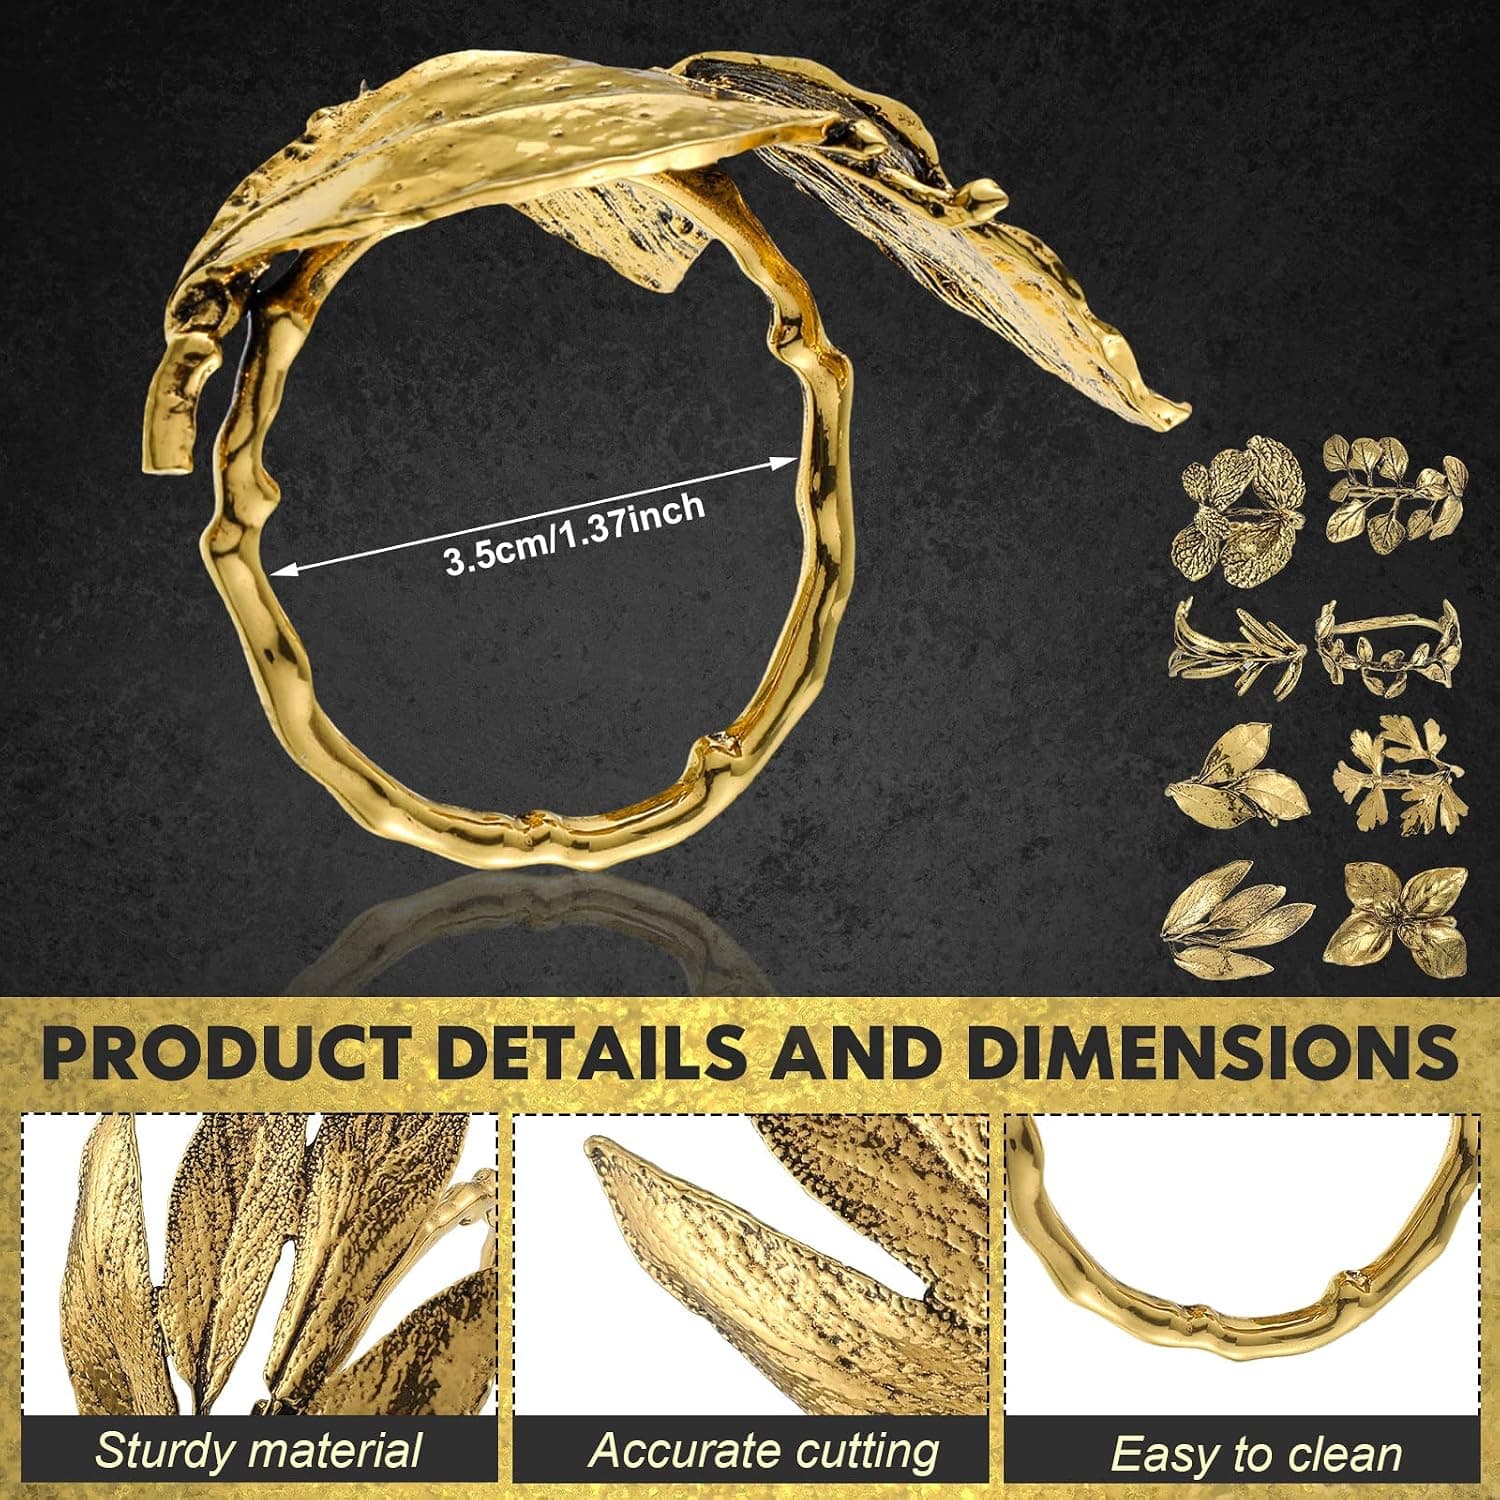 3.5cm/1.37inch
PRODUCT DETAILS AND DIMENSIONS
Sturdy material
Accurate cutting
Easy to clean